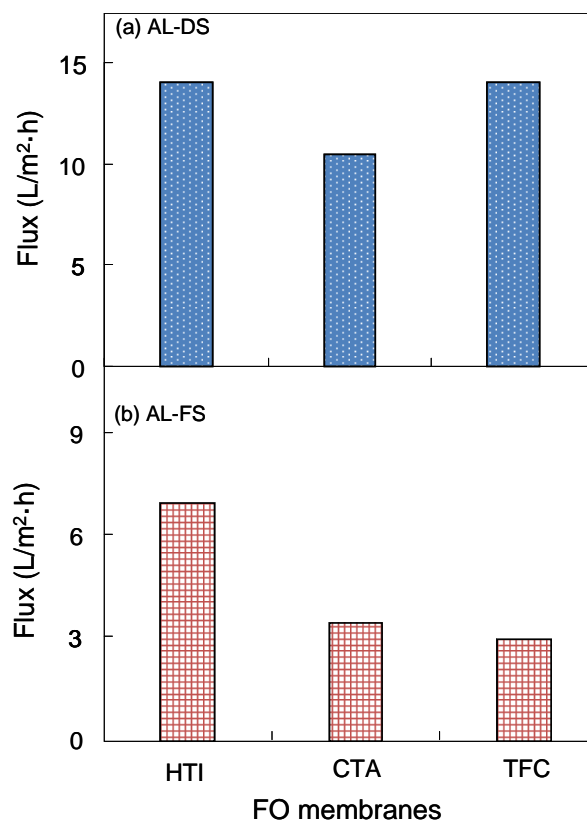 (a) AL-DS
15
10
5
0
Flux (L/m²·h)
(b) AL-FS
9
6
3
0
Flux (L/m²·h)
HTI CTA TFC
FO membranes